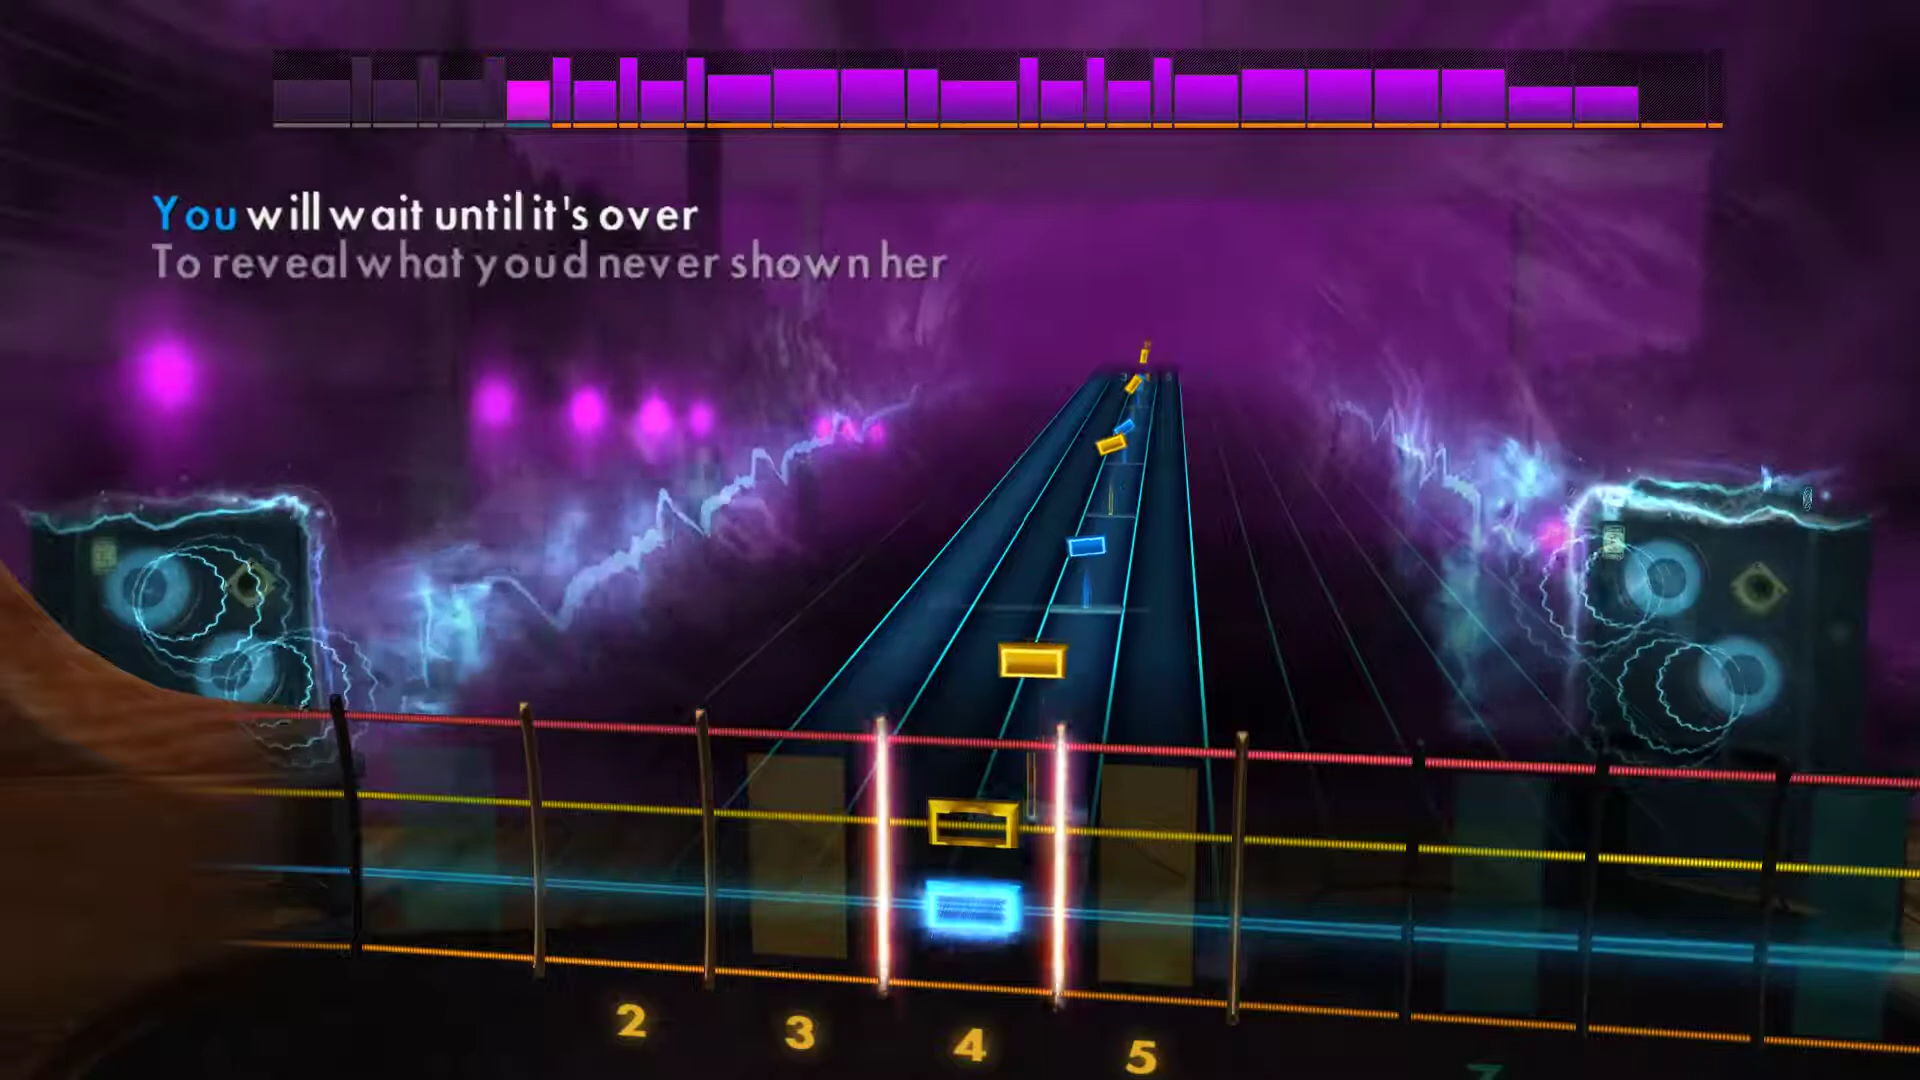 You will wait until it's over
To reveal what youd never shown her
2 3 4 5